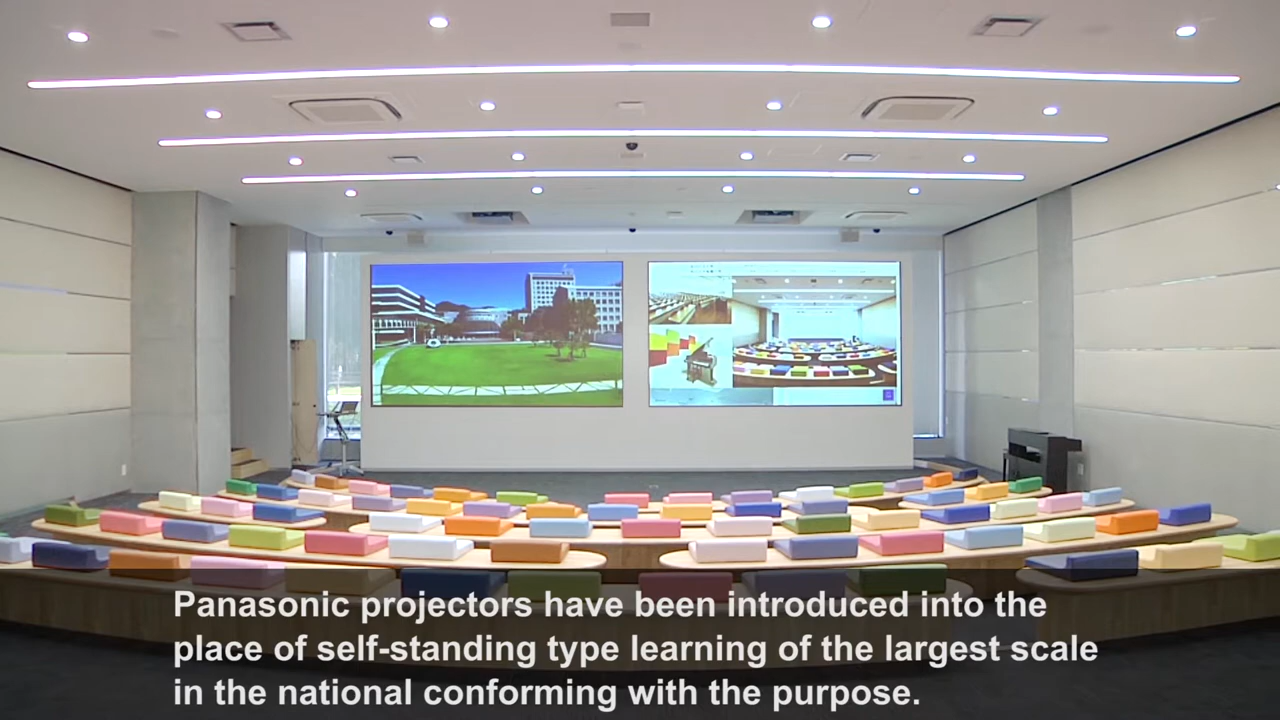 Panasonic projectors have been introduced into the
place of self-standing type learning of the largest scale
in the national conforming with the purpose.